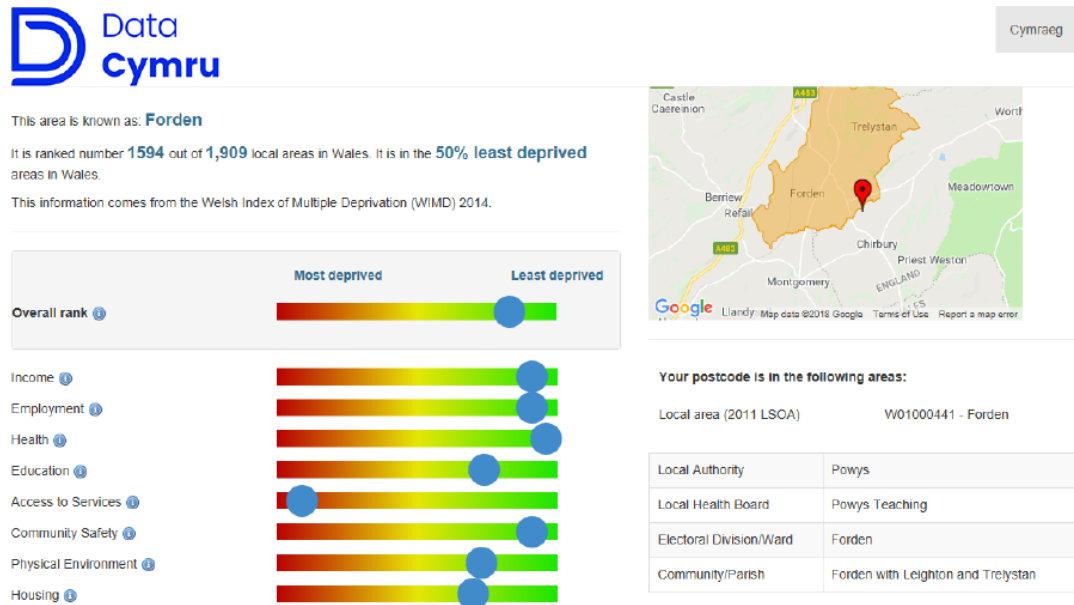 Data
Cymru
Cymraeg
This area is known as: Forden
It is ranked number 1594 out of 1,909 local areas in Wales. It is in the 50% least deprived
areas in Wales.
This information comes from the Welsh Index of Multiple Deprivation (WIMD) 2014.
Most deprived Least deprived
Overall rank
Income
Employment
Health
Education
Access to Services
Community Safety
Physical Environment
Housing
Castle
Caereinion
A483
Worth
Trelystan
Meadowtown
Berriew
Forden
Refail
Chirbury
A483
Priest Weston
Montgomery
ENGLAND
Google
Llandy
Map data ©2018 Google Terms of Use Report a map error
Your postcode is in the following areas:
Local area (2011 LSOA) W01000441 - Forden
Local Authority Powys
Local Health Board Powys Teaching
Electoral Division/Ward Forden
Community/Parish Forden with Leighton and Trelystan